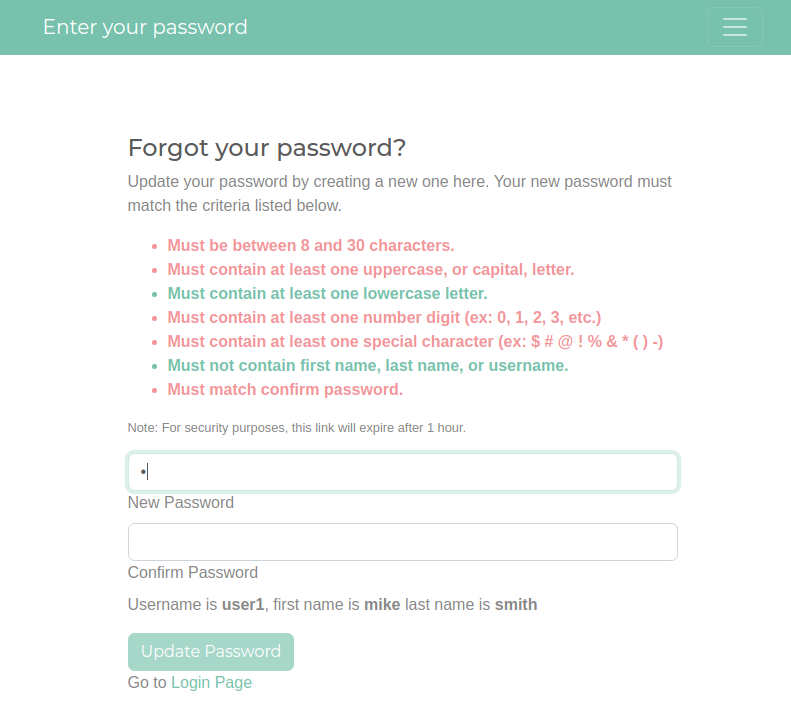 Enter your password
Forgot your password?
Update your password by creating a new one here. Your new password must
match the criteria listed below.
• Must be between 8 and 30 characters.
• Must contain at least one uppercase, or capital, letter.
• Must contain at least one lowercase letter.
• Must contain at least one number digit (ex: 0, 1, 2, 3, etc.)
• Must contain at least one special character (ex: $ # @ ! % & * ( ) -)
• Must not contain first name, last name, or username.
• Must match confirm password.
Note: For security purposes, this link will expire after 1 hour.
•
New Password
Confirm Password
Username is user1, first name is mike last name is smith
Update Password
Go to Login Page